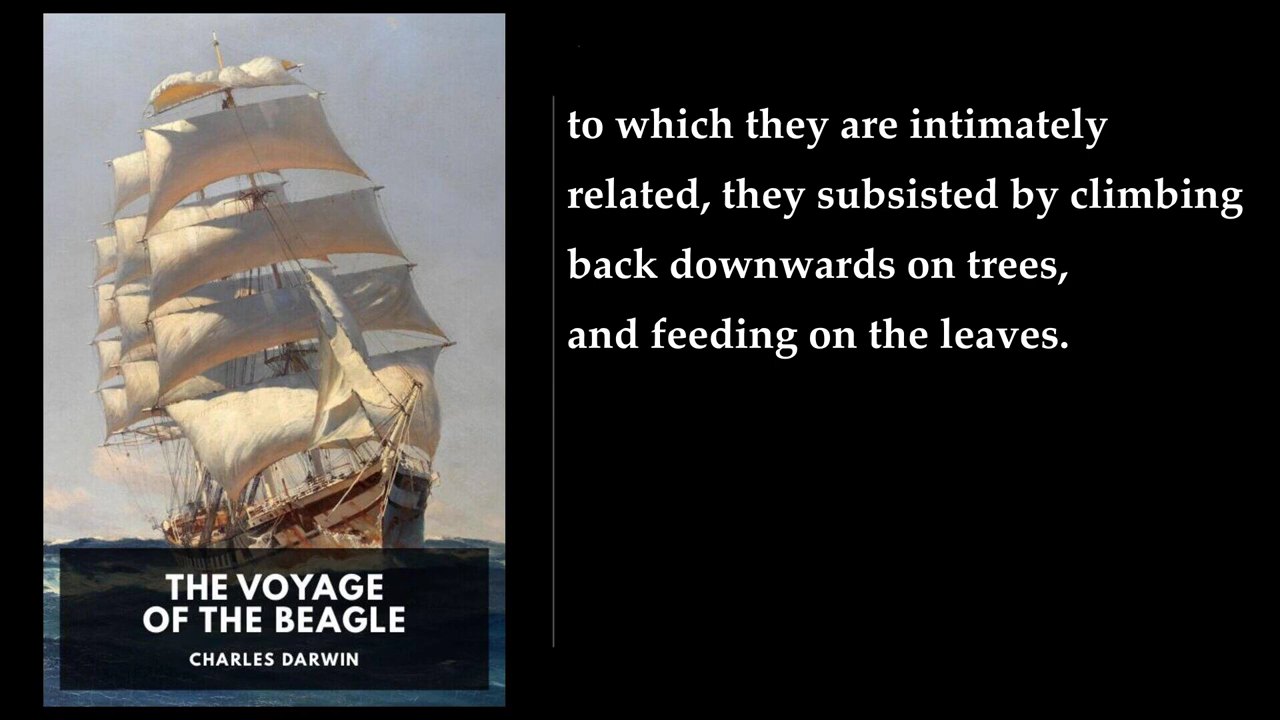 to which they are intimately
related, they subsisted by climbing
back downwards on trees,
and feeding on the leaves.
THE VOYAGE
OF THE BEAGLE
CHARLES DARWIN